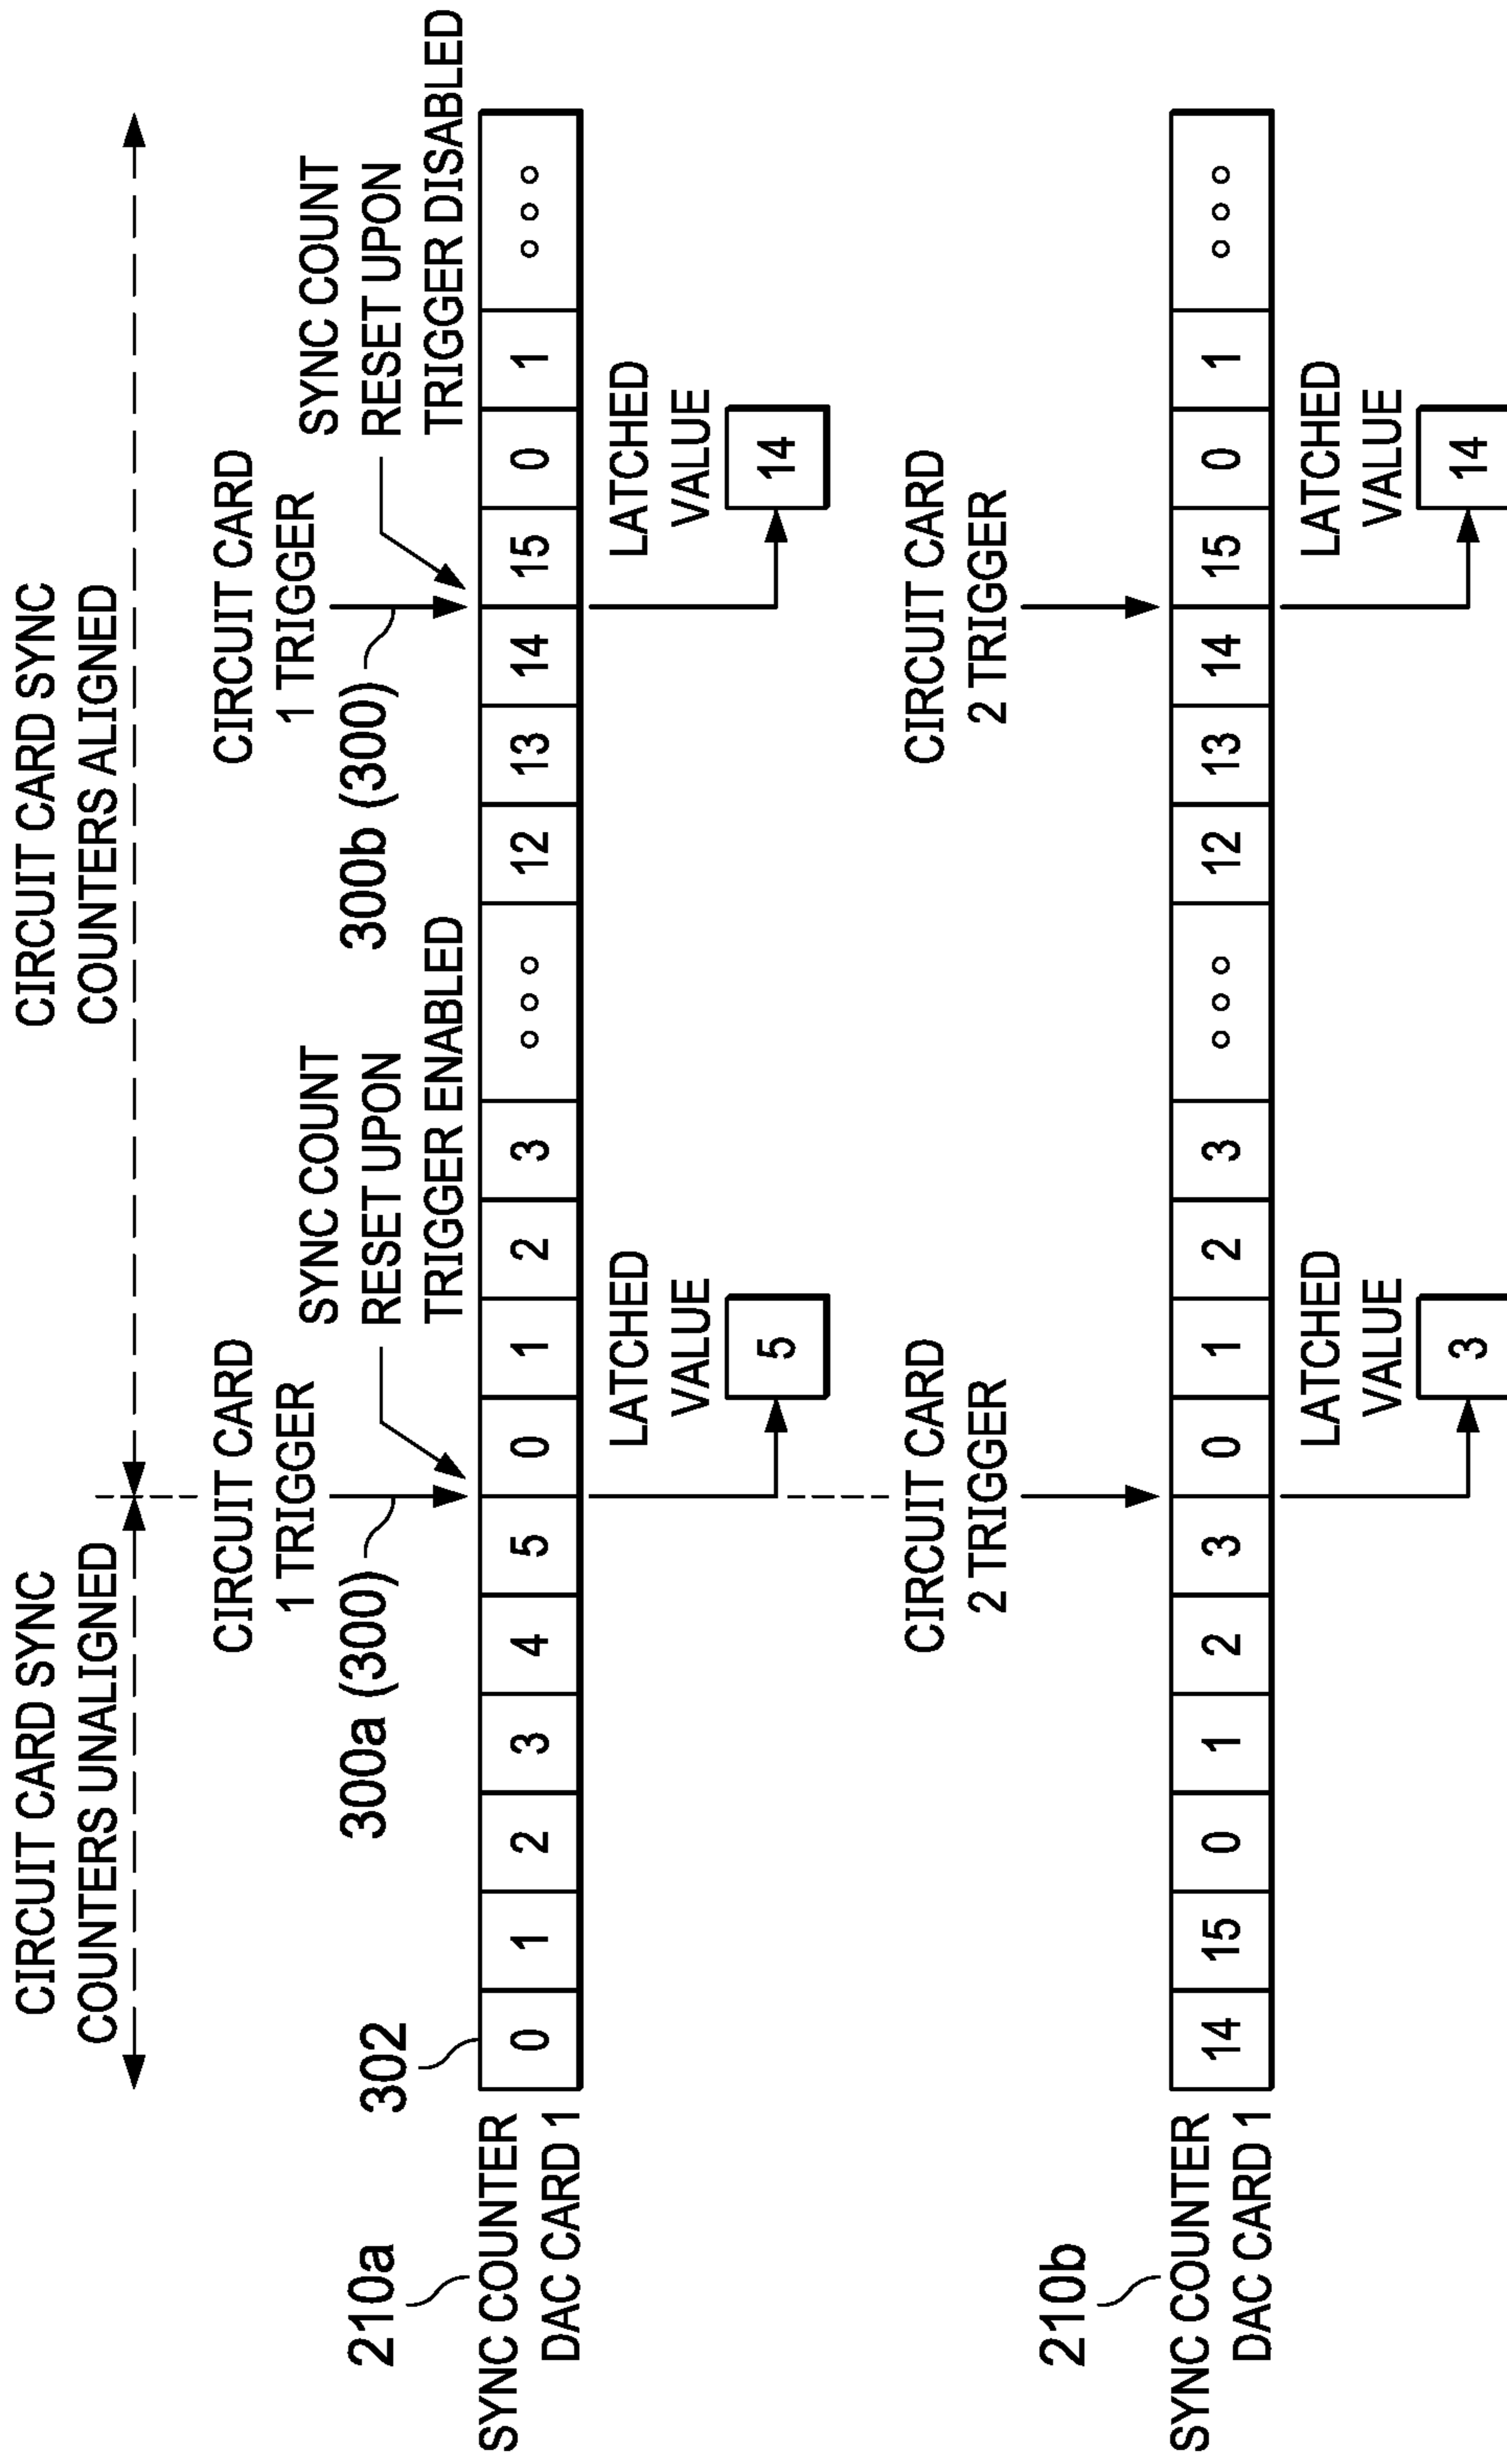 CIRCUIT CARD SYNC
COUNTERS UNALIGNED
CIRCUIT CARD SYNC
COUNTERS ALIGNED
CIRCUIT CARD
1 TRIGGER
300a (300)
SYNC COUNT
RESET UPON
TRIGGER ENABLED
CIRCUIT CARD
1 TRIGGER
300b (300)
SYNC COUNT
RESET UPON
TRIGGER DISABLED
210a
302
SYNC COUNTER
DAC CARD 1
0 1 2 3 4 5 0 1 2 3 ○○○ 12 13 14 15 0 1 ○○○
LATCHED
VALUE
5
LATCHED
VALUE
14
CIRCUIT CARD
2 TRIGGER
CIRCUIT CARD
2 TRIGGER
210b
SYNC COUNTER
DAC CARD 1
14 15 0 1 2 3 0 1 2 3 ○○○ 12 13 14 15 0 1 ○○○
LATCHED
VALUE
3
LATCHED
VALUE
14